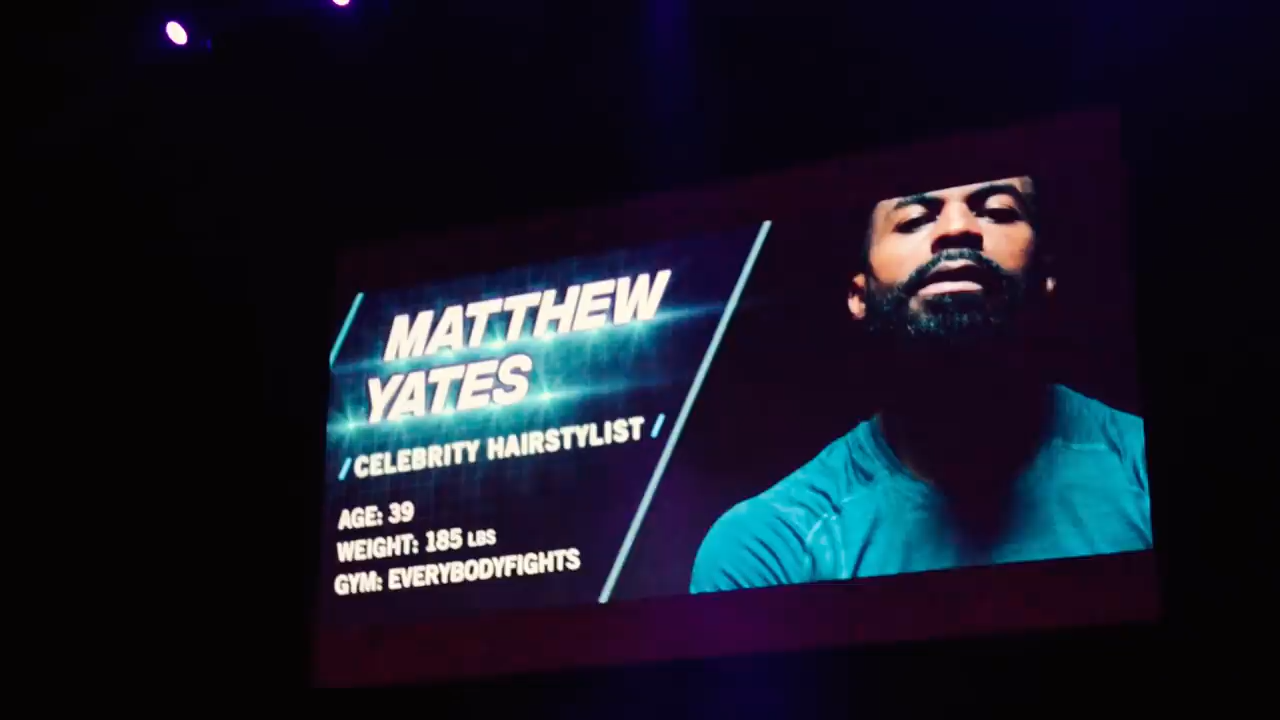 MATTHEW
YATES
/ CELEBRITY HAIRSTYLIST /
AGE: 39
WEIGHT: 185 LBS
GYM: EVERYBODYFIGHTS